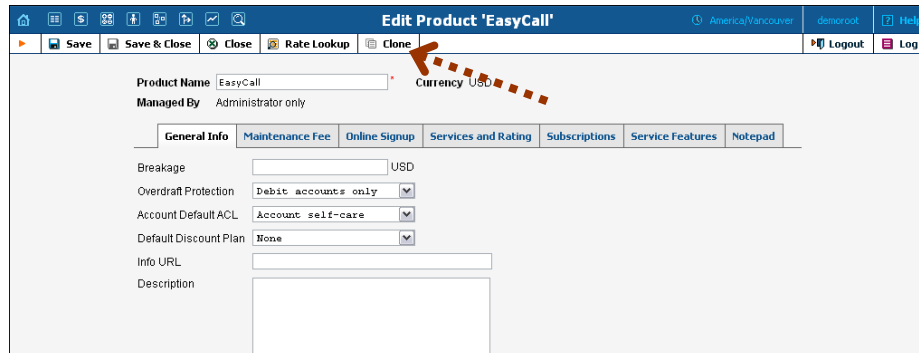 Edit Product 'EasyCall' America/Vancouver demoroot Help
Save Save & Close Close Rate Lookup Clone Logout Log
Product Name EasyCall * Currency USD
Managed By Administrator only
General Info Maintenance Fee Online Signup Services and Rating Subscriptions Service Features Notepad
Breakage USD
Overdraft Protection Debit accounts only
Account Default ACL Account self-care
Default Discount Plan None
Info URL
Description